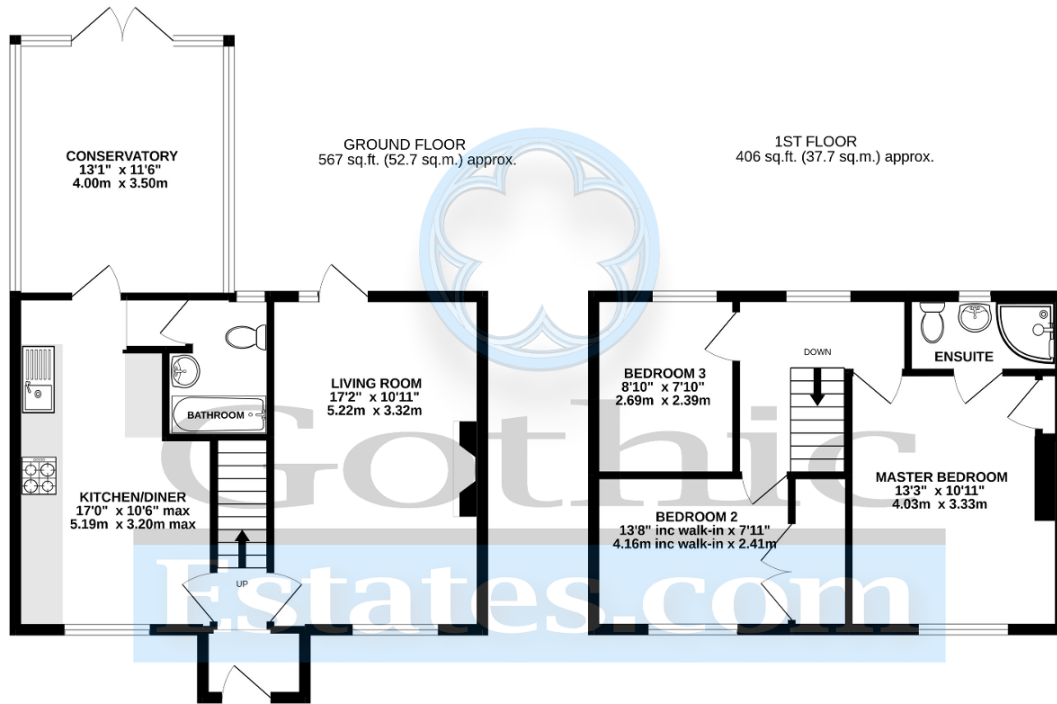 GROUND FLOOR
567 sq.ft. (52.7 sq.m.) approx.
1ST FLOOR
406 sq.ft. (37.7 sq.m.) approx.
CONSERVATORY
13'1" x 11'6"
4.00m x 3.50m
LIVING ROOM
17'2" x 10'11"
5.22m x 3.32m
BATHROOM
KITCHEN/DINER
17'0" x 10'6" max
5.19m x 3.20m max
UP
BEDROOM 3
8'10" x 7'10"
2.69m x 2.39m
DOWN
ENSUITE
MASTER BEDROOM
13'3" x 10'11"
4.03m x 3.33m
BEDROOM 2
13'8" inc walk-in x 7'11"
4.16m inc walk-in x 2.41m
Gothic
Estates.com